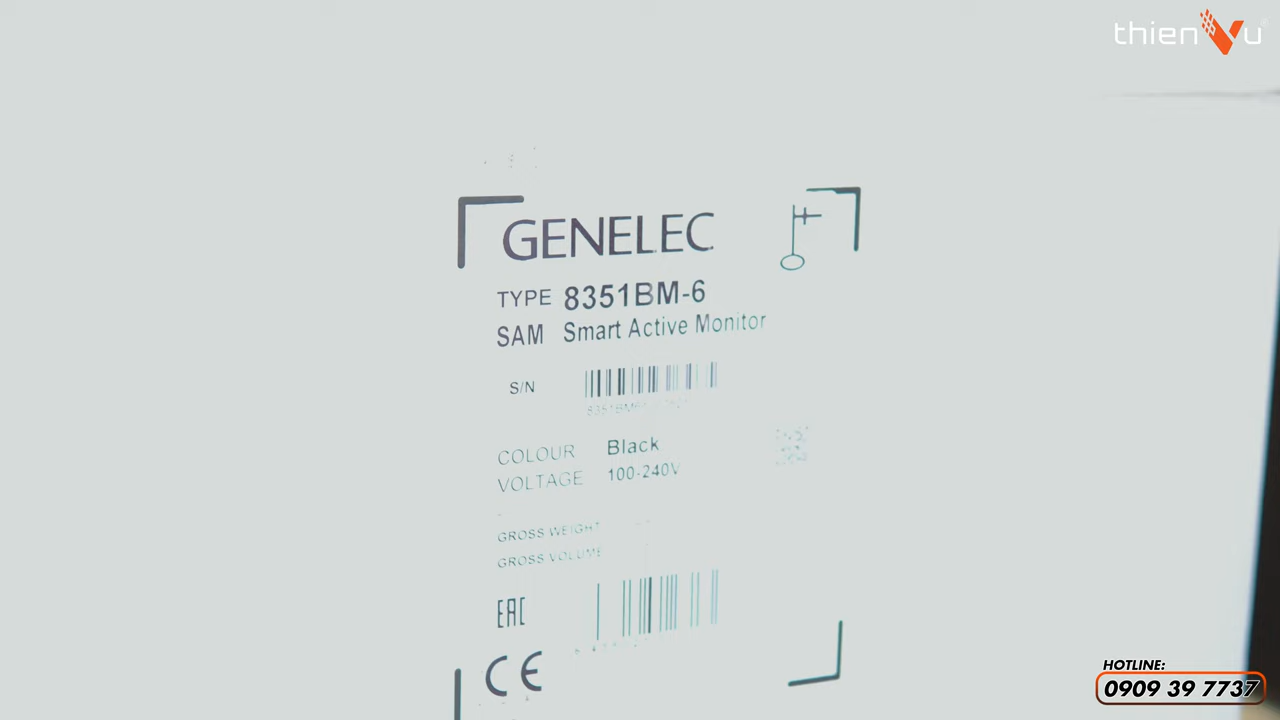 thienVu
GENELEC
TYPE 8351BM-6
SAM Smart Active Monitor
S/N
COLOUR Black
VOLTAGE 100-240V
GROSS WEIGHT
GROSS VOLUME
EAC
CE
HOTLINE:
0909 39 7737